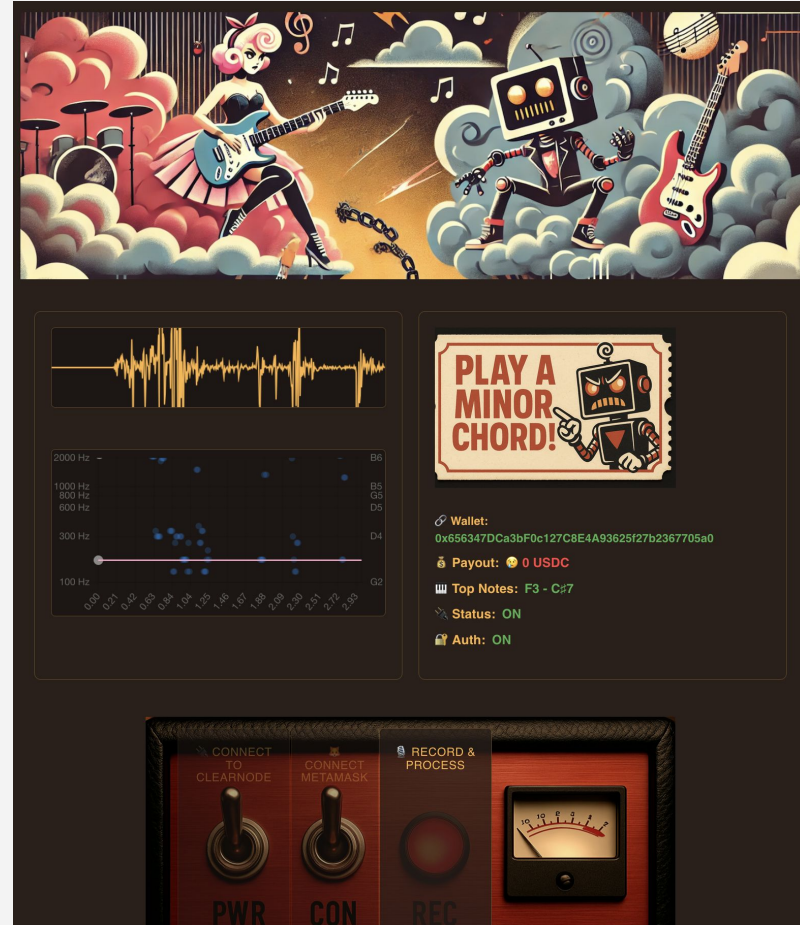 2000 Hz
1000 Hz
800 Hz
600 Hz
300 Hz
100 Hz
B6
B5
G5
D5
D4
G2
0.00 0.21 0.42 0.63 0.84 1.04 1.25 1.46 1.67 1.88 2.09 2.30 2.51 2.72 2.93
PLAY A
MINOR
CHORD!
Wallet:
0x656347DCa3bF0c127C8E4A93625f27b2367705a0
Payout: 0 USDC
Top Notes: F3 - C♯7
Status: ON
Auth: ON
CONNECT
TO
CLEARNODE
CONNECT
METAMASK
RECORD &
PROCESS
PWR
CON
REC